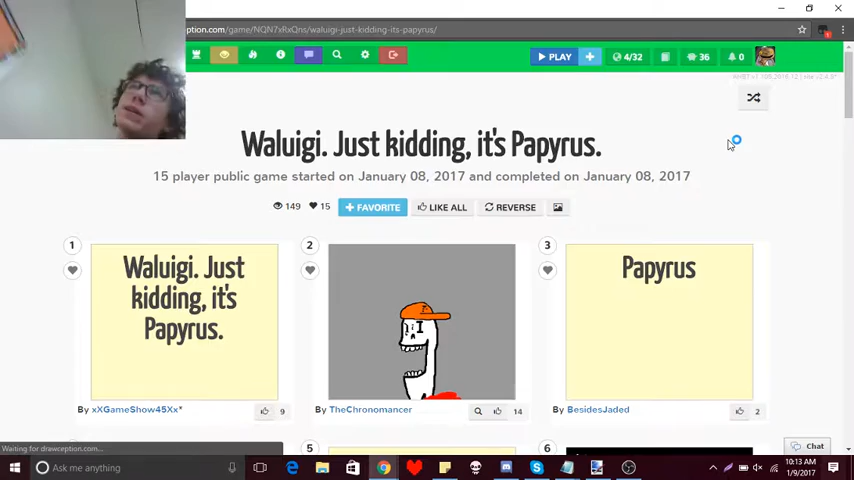 ption.com/game/NQN7xRxQns/waluigi-just-kidding-its-papyrus/
PLAY
4/32
36
0
Waluigi. Just kidding, it's Papyrus.
15 player public game started on January 08, 2017 and completed on January 08, 2017
149
15
FAVORITE
LIKE ALL
REVERSE
1
2
3
Waluigi. Just
kidding, it's
Papyrus.
Papyrus
By xXGameShow45Xx*
9
By TheChronomancer
14
By BesidesJaded
2
5
6
Waiting for drawception.com...
Chat
Ask me anything
10:13 AM
1/9/2017